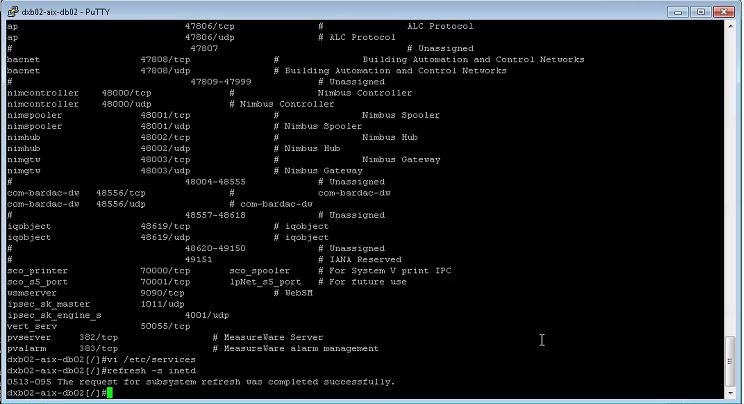 dxb02-aix-db02 - PuTTY
ap 47806/tcp # ALC Protocol
ap 47806/udp # ALC Protocol
# 47807 # Unassigned
bacnet 47808/tcp # Building Automation and Control Networks
bacnet 47808/udp # Building Automation and Control Networks
# 47809-47999 # Unassigned
nimcontroller 48000/tcp # Nimbus Controller
nimcontroller 48000/udp # Nimbus Controller
nimspooler 48001/tcp # Nimbus Spooler
nimspooler 48001/udp # Nimbus Spooler
nimhub 48002/tcp # Nimbus Hub
nimhub 48002/udp # Nimbus Hub
nimgtw 48003/tcp # Nimbus Gateway
nimgtw 48003/udp # Nimbus Gateway
# 48004-48555 # Unassigned
com-bardac-dw 48556/tcp # com-bardac-dw
com-bardac-dw 48556/udp # com-bardac-dw
# 48557-48618 # Unassigned
iqobject 48619/tcp # iqobject
iqobject 48619/udp # iqobject
# 48620-49150 # Unassigned
# 49151 # IANA Reserved
sco_printer 70000/tcp sco_spooler # For System V print IPC
sco_s5_port 70001/tcp lpNet_s5_port # For future use
wsmserver 9090/tcp # WebSM
ipsec_sk_master 1011/udp
ipsec_sk_engine_s 4001/udp
vert_serv 50055/tcp
pvserver 382/tcp # MeasureWare Server
pvalarm 383/tcp # MeasureWare alarm management
dxb02-aix-db02[/]#vi /etc/services
dxb02-aix-db02[/]#refresh -s inetd
0513-095 The request for subsystem refresh was completed successfully.
dxb02-aix-db02[/]#